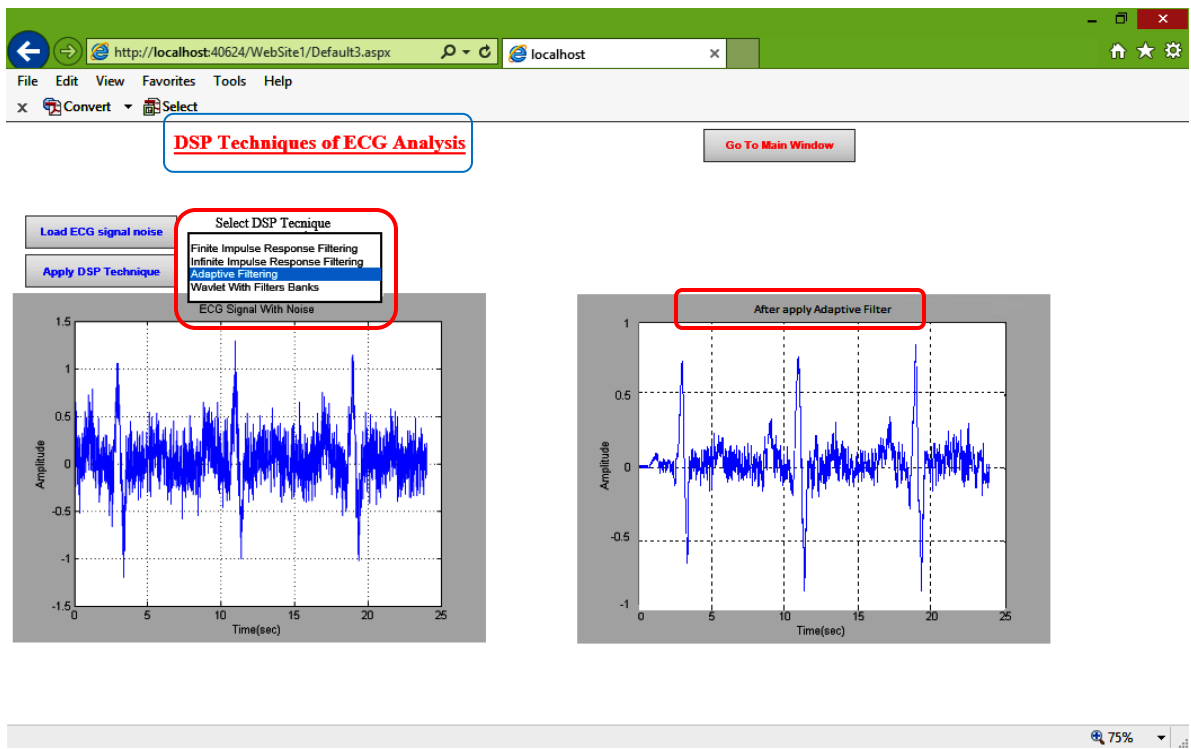 http://localhost:40624/WebSite1/Default3.aspx
localhost
File Edit View Favorites Tools Help
x Convert Select
DSP Techniques of ECG Analysis
Go To Main Window
Load ECG signal noise
Select DSP Tecnique
Finite Impulse Response Filtering
Infinite Impulse Response Filtering
Adaptive Filtering
Wavlet With Filters Banks
Apply DSP Technique
ECG Signal With Noise
1.5
1
0.5
0
-0.5
-1
-1.5
Amplitude
0 5 10 15 20 25
Time(sec)
After apply Adaptive Filter
1
0.5
0
-0.5
-1
Amplitude
0 5 10 15 20 25
Time(sec)
75%